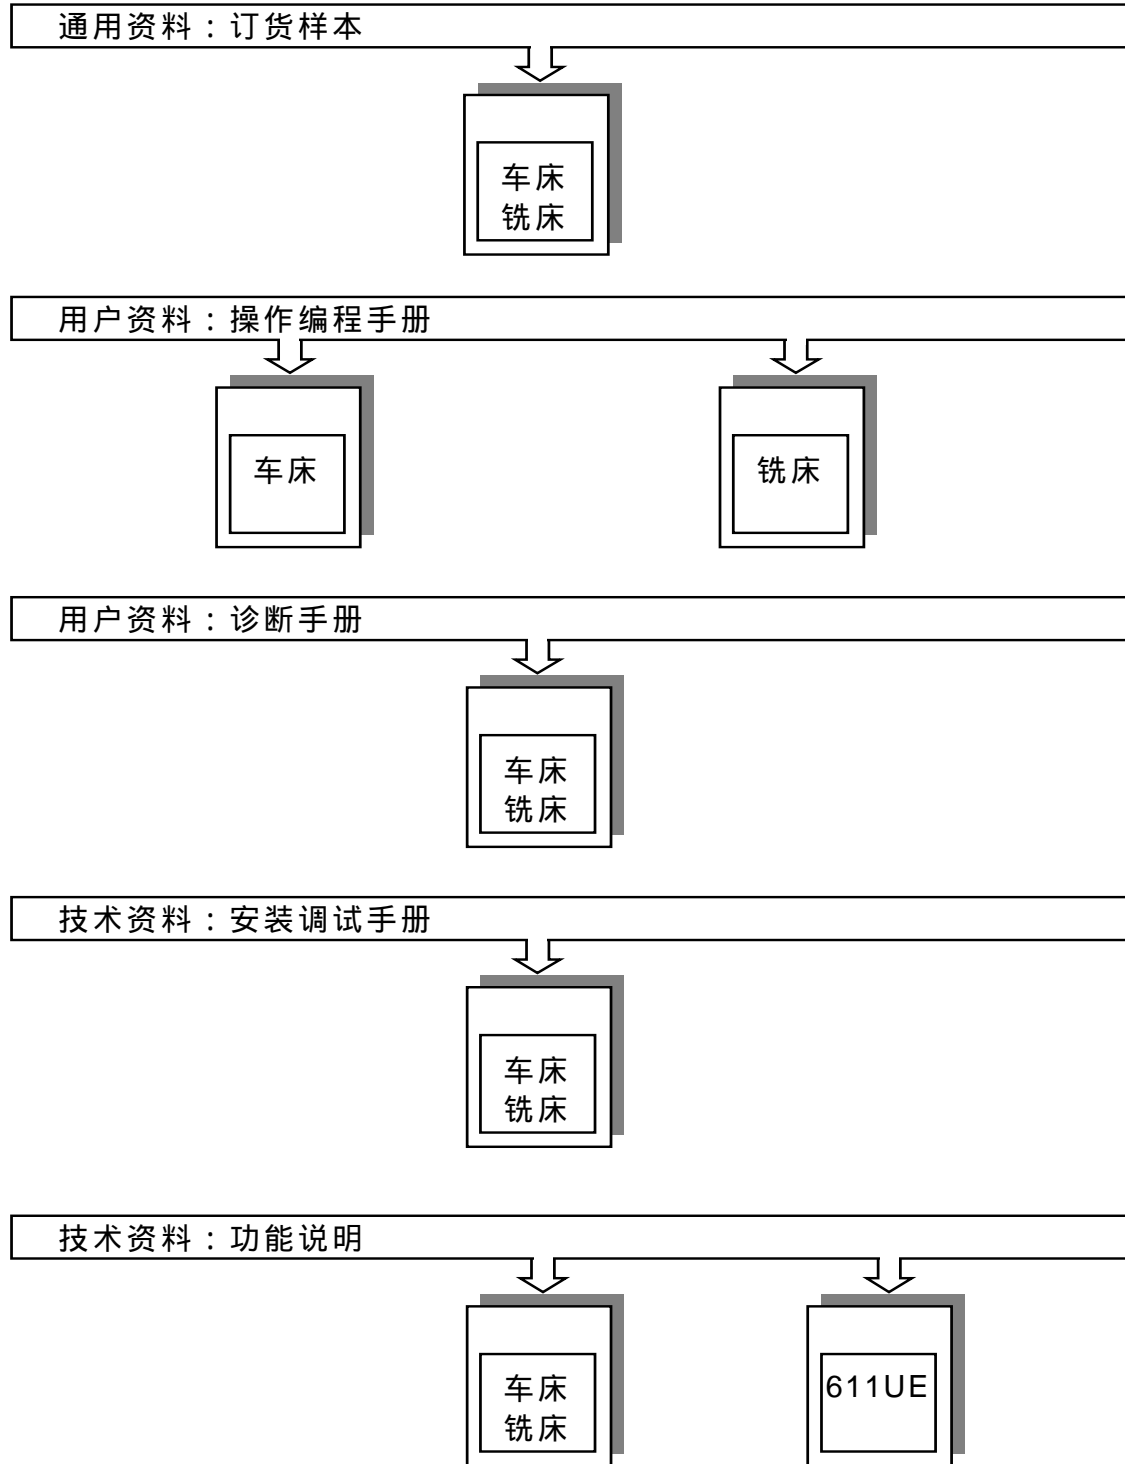 通用资料：订货样本
车床
铣床
用户资料：操作编程手册
车床
铣床
用户资料：诊断手册
车床
铣床
技术资料：安装调试手册
车床
铣床
技术资料：功能说明
车床
铣床
611UE